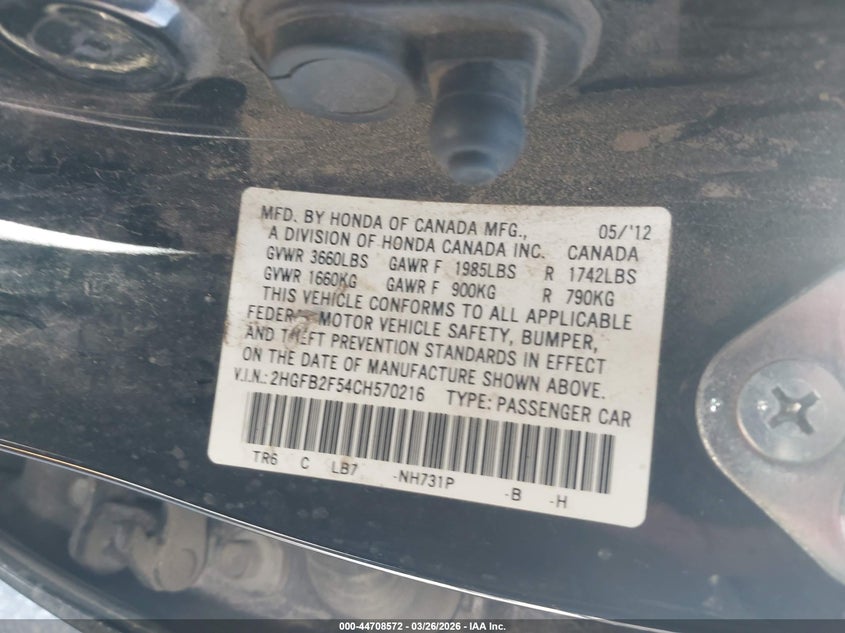 MFD. BY HONDA OF CANADA MFG., 05/'12
A DIVISION OF HONDA CANADA INC. CANADA
GVWR 3660LBS GAWR F 1985LBS R 1742LBS
GVWR 1660KG GAWR F 900KG R 790KG
THIS VEHICLE CONFORMS TO ALL APPLICABLE
FEDERAL MOTOR VEHICLE SAFETY, BUMPER,
AND THEFT PREVENTION STANDARDS IN EFFECT
ON THE DATE OF MANUFACTURE SHOWN ABOVE.
V.I.N.: 2HGFB2F54CH570216 TYPE: PASSENGER CAR
TR6 C LB7 -NH731P -B -H
000-44708572 — 03/26/2026 — IAA Inc.